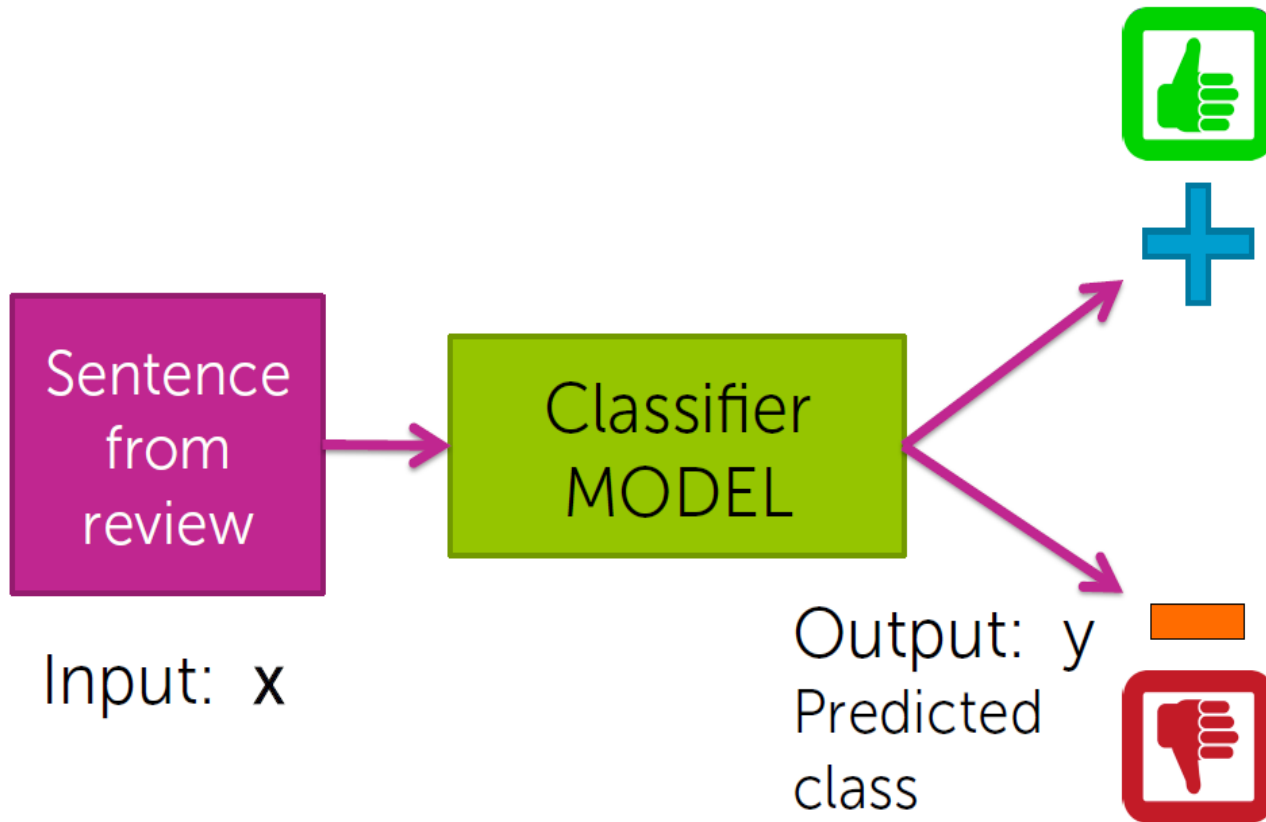 Sentence
from
review
Classifier
MODEL
Input: x
Output: y
Predicted
class